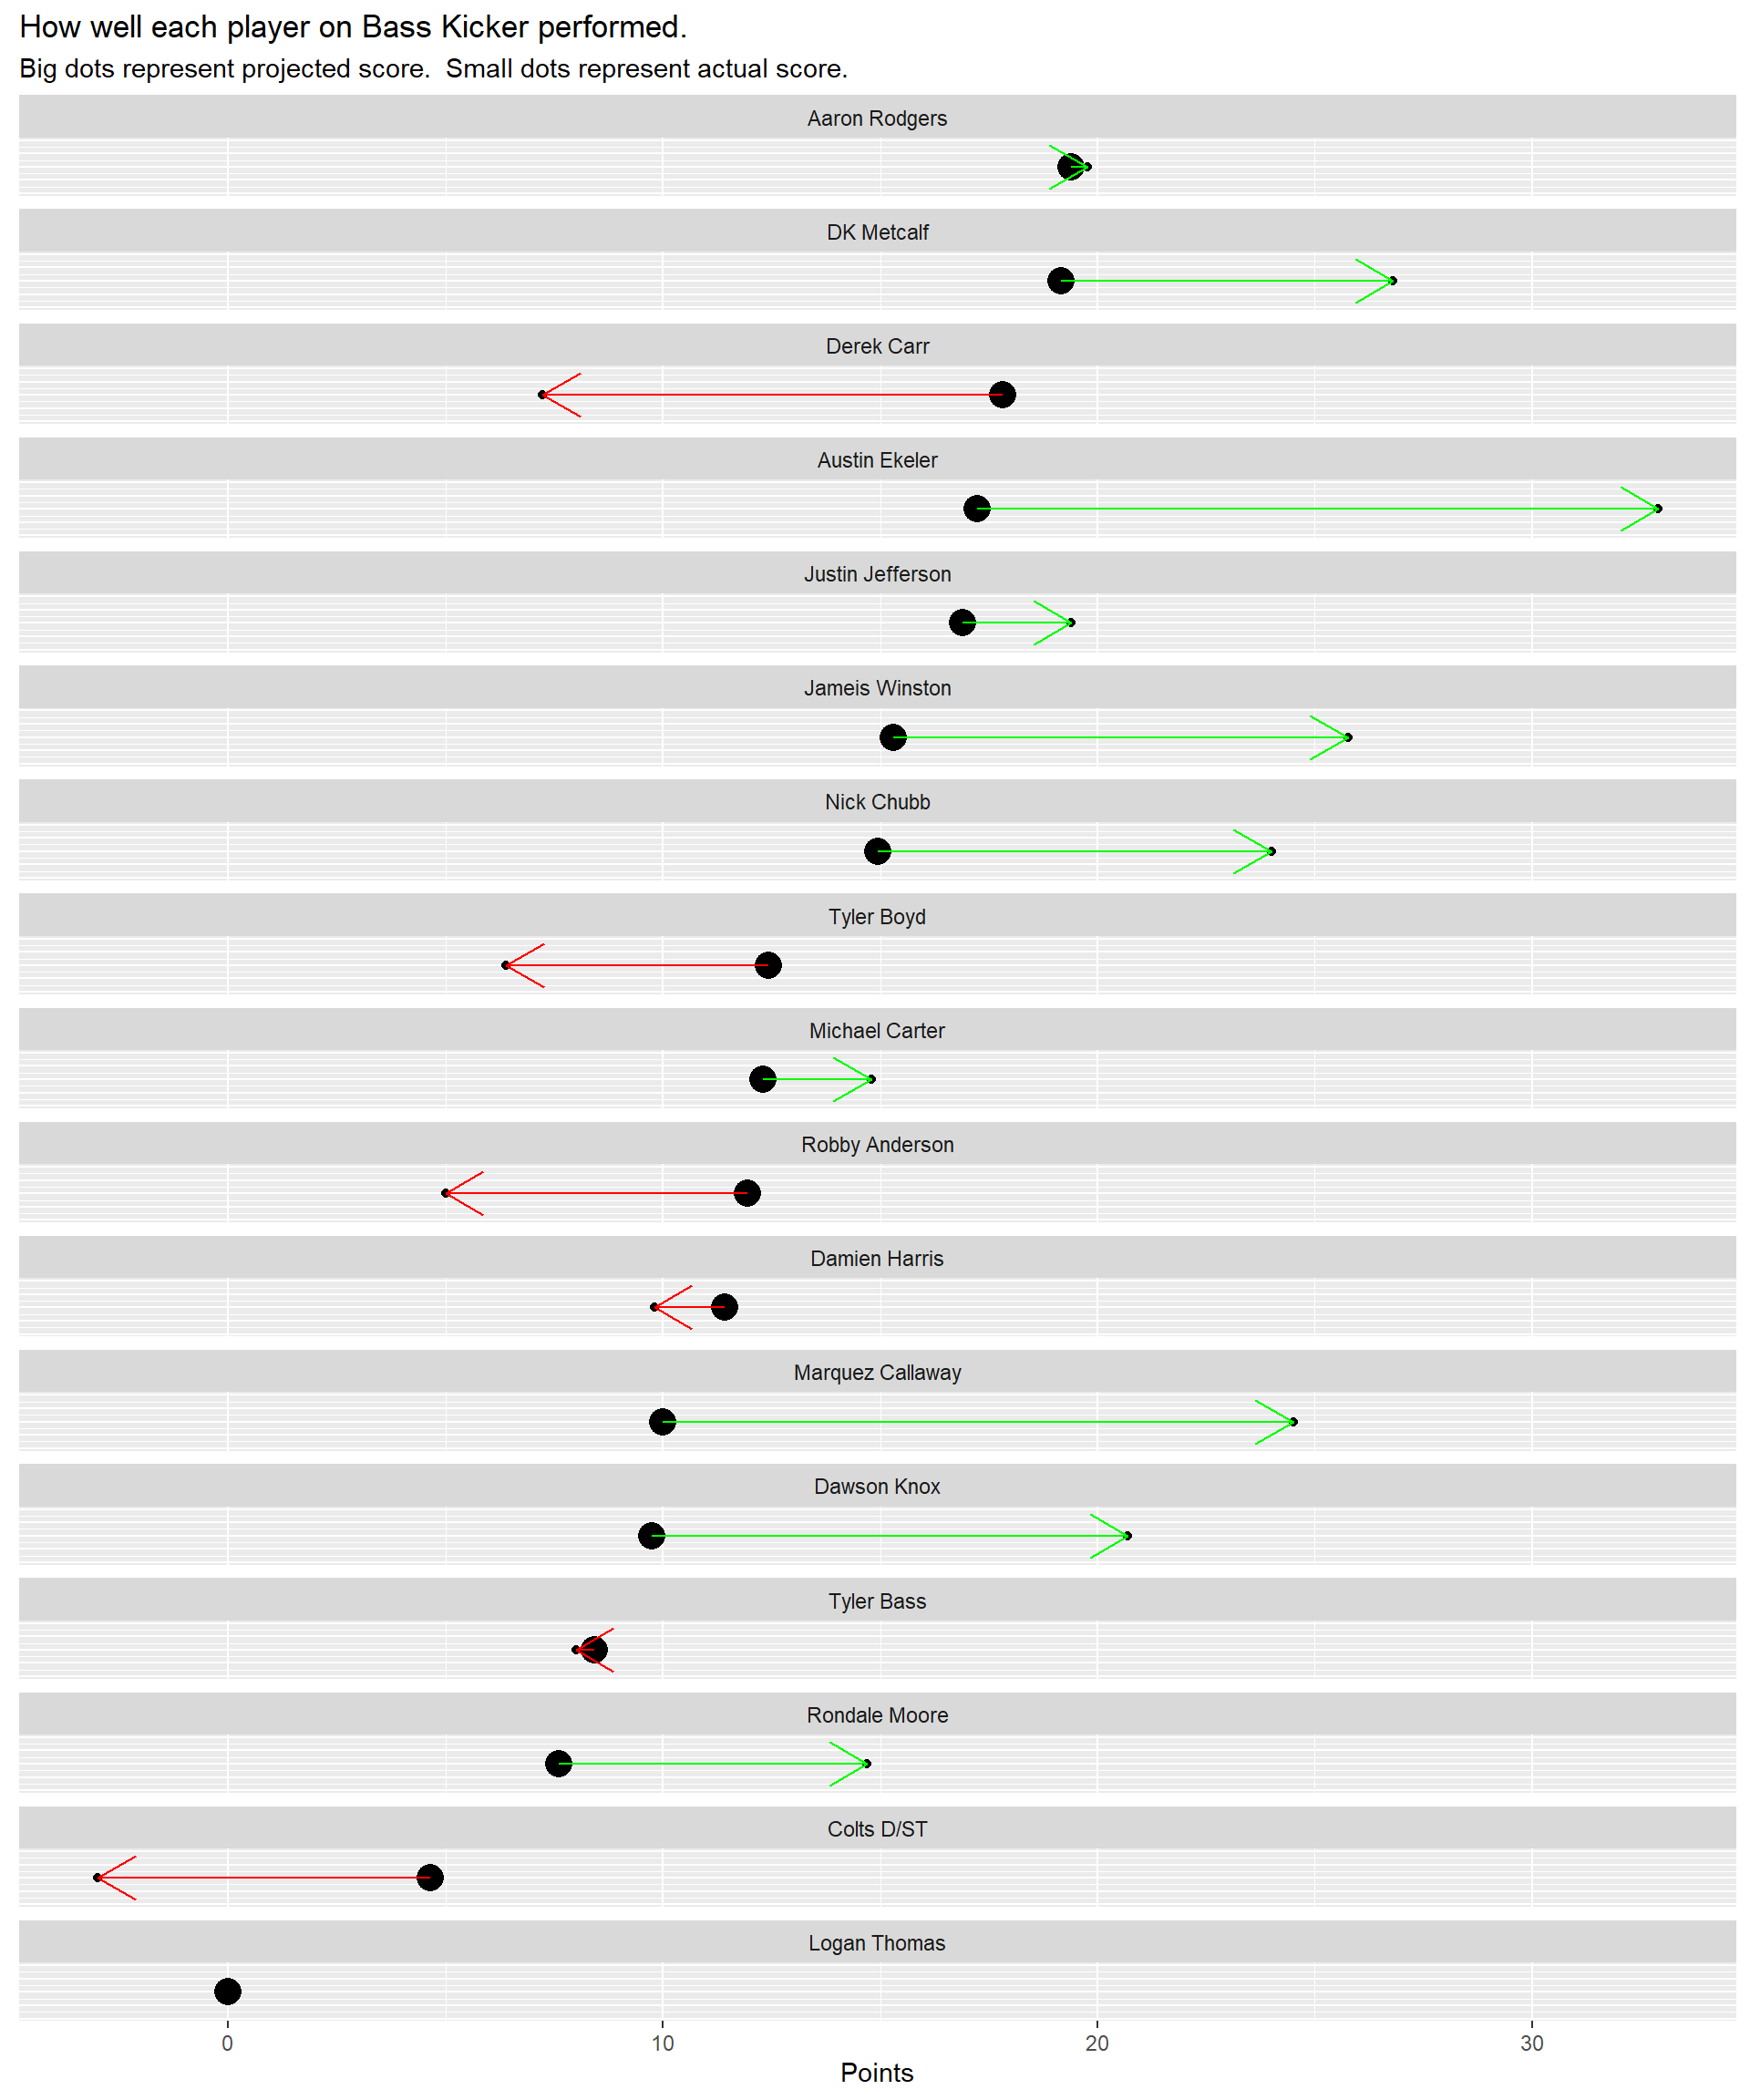 How well each player on Bass Kicker performed.
Big dots represent projected score.  Small dots represent actual score.
Aaron Rodgers
DK Metcalf
Derek Carr
Austin Ekeler
Justin Jefferson
Jameis Winston
Nick Chubb
Tyler Boyd
Michael Carter
Robby Anderson
Damien Harris
Marquez Callaway
Dawson Knox
Tyler Bass
Rondale Moore
Colts D/ST
Logan Thomas
0 10 20 30
Points